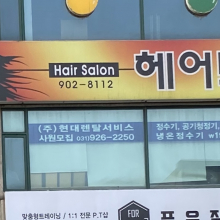 Hair Salon 헤어
902-8112
(주)현대렌탈서비스
사원모집 031)926-2250
정수기, 공기청정기,
냉온정수기 ₩1
맞춤형트레이닝 / 1:1 전문 P.T샵
FOR